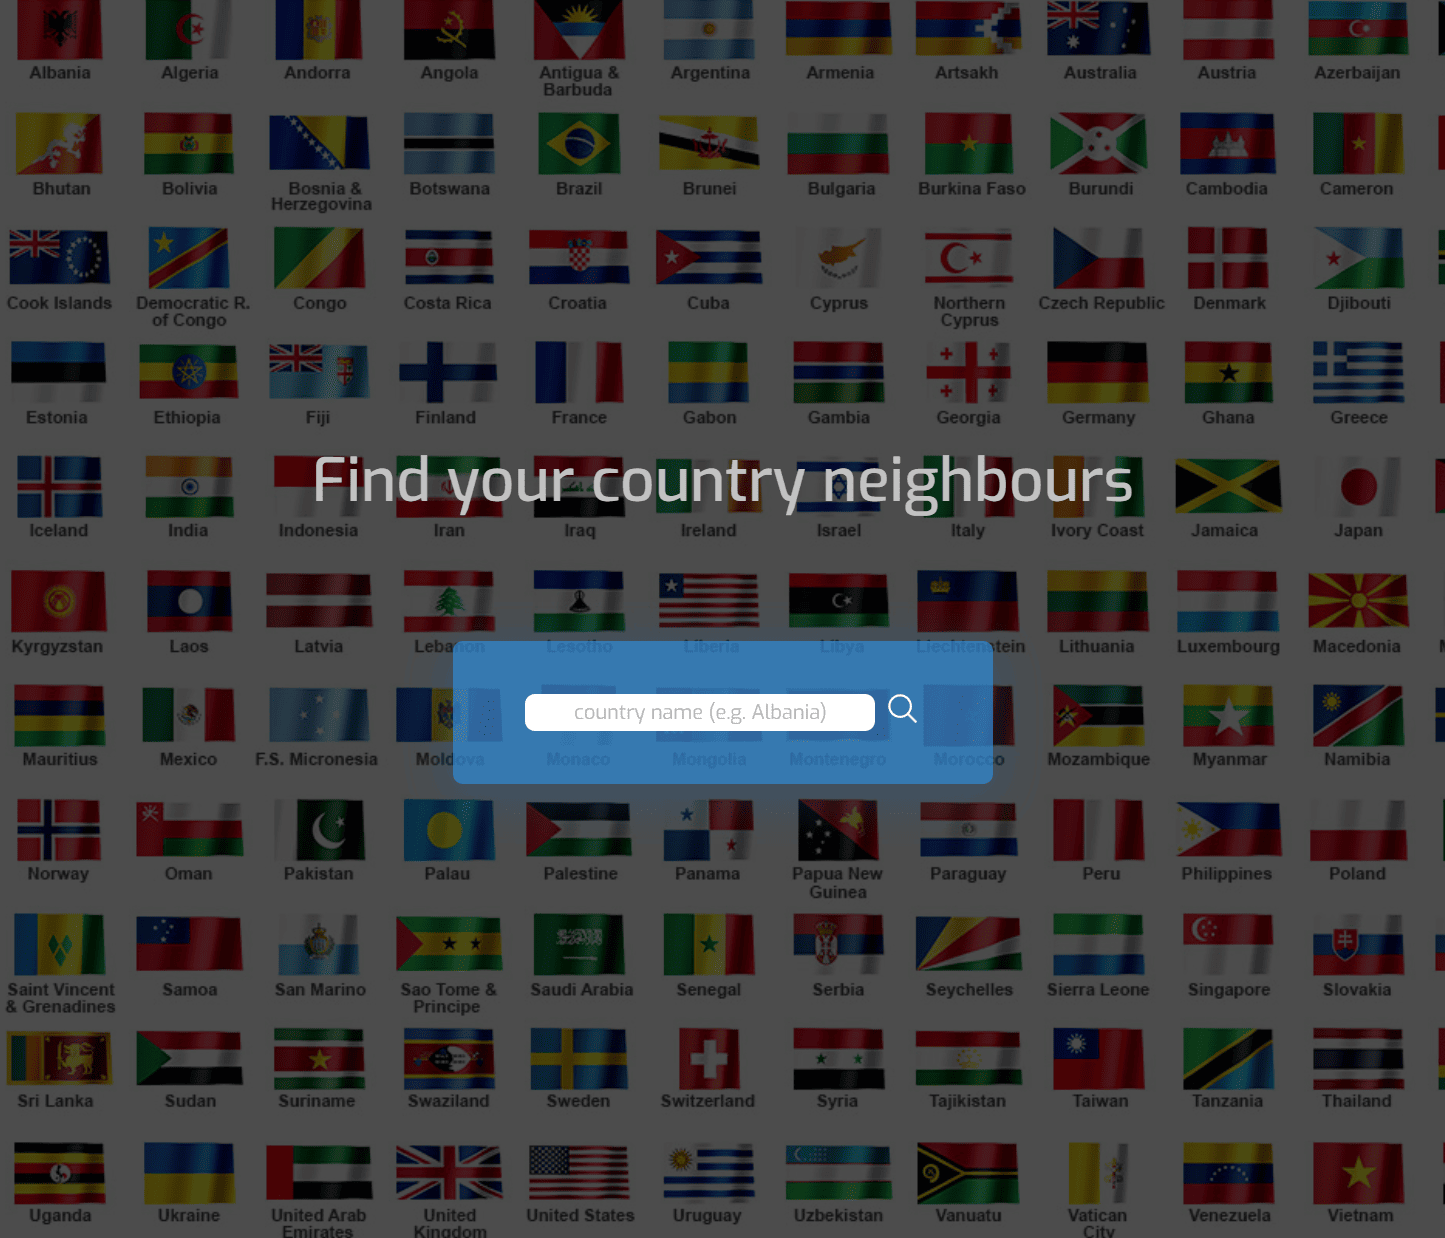 Albania Algeria Andorra Angola Antigua & Argentina Armenia Artsakh Australia Austria Azerbaijan
Barbuda
Bhutan Bolivia Bosnia & Botswana Brazil Brunei Bulgaria Burkina Faso Burundi Cambodia Cameron
Herzegovina
Cook Islands Democratic R. Congo Costa Rica Croatia Cuba Cyprus Northern Czech Republic Denmark Djibouti
of Congo Cyprus
Estonia Ethiopia Fiji Finland France Gabon Gambia Georgia Germany Ghana Greece
Find your country neighbours
Iceland India Indonesia Iran Iraq Ireland Israel Italy Ivory Coast Jamaica Japan
Kyrgyzstan Laos Latvia Lebanon Lesotho Liberia Libya Liechtenstein Lithuania Luxembourg Macedonia
country name (e.g. Albania)
Mauritius Mexico F.S. Micronesia Moldova Monaco Mongolia Montenegro Morocco Mozambique Myanmar Namibia
Norway Oman Pakistan Palau Palestine Panama Papua New Paraguay Peru Philippines Poland
Guinea
Saint Vincent Samoa San Marino Sao Tome & Saudi Arabia Senegal Serbia Seychelles Sierra Leone Singapore Slovakia
& Grenadines Principe
Sri Lanka Sudan Suriname Swaziland Sweden Switzerland Syria Tajikistan Taiwan Tanzania Thailand
Uganda Ukraine United Arab United United States Uruguay Uzbekistan Vanuatu Vatican Venezuela Vietnam
Emirates Kingdom City